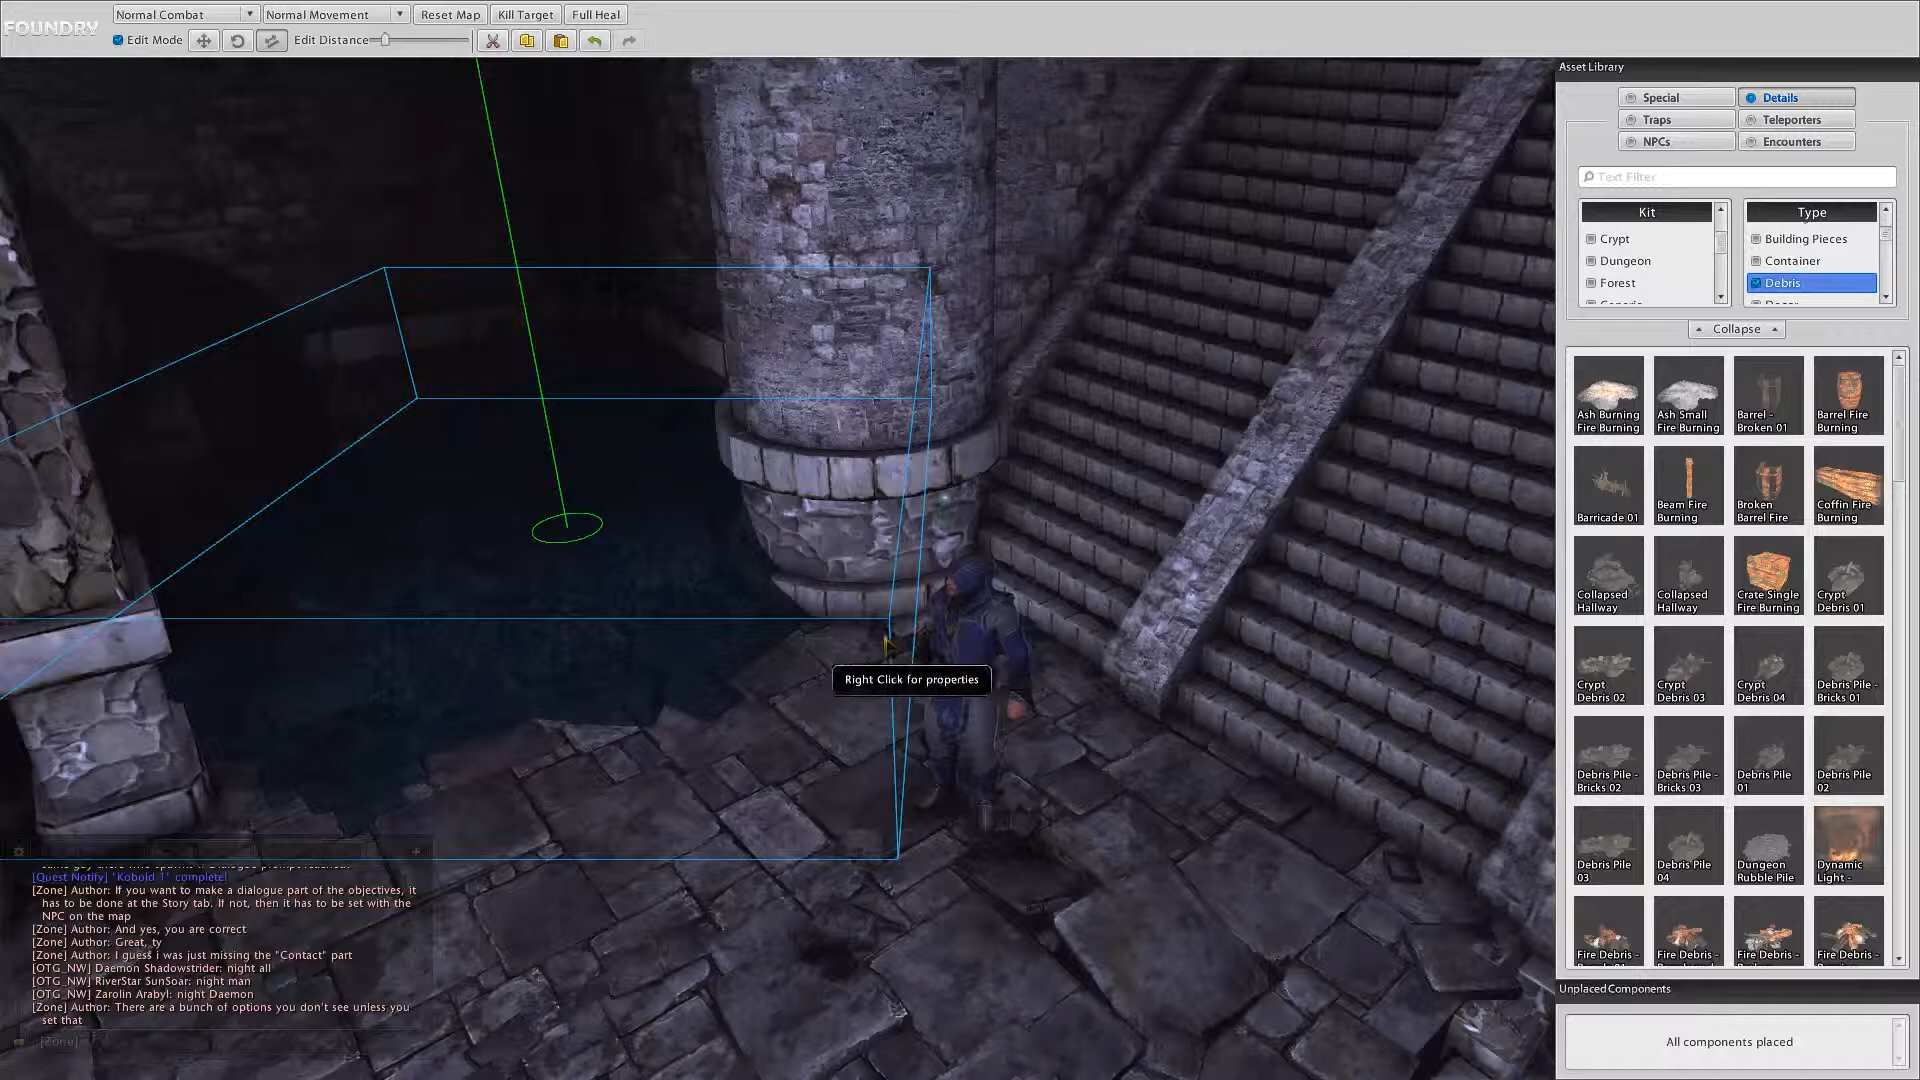 FOUNDRY
Normal Combat
Normal Movement
Reset Map
Kill Target
Full Heal
Edit Mode
Edit Distance
Asset Library
Special
Details
Traps
Teleporters
NPCs
Encounters
Text Filter
Kit
Type
Crypt
Building Pieces
Dungeon
Container
Forest
Debris
Collapse
Ash Burning
Fire Burning
Ash Small
Fire Burning
Barrel -
Broken 01
Barrel Fire
Burning
Barricade 01
Beam Fire
Burning
Broken
Barrel Fire
Coffin Fire
Burning
Collapsed
Hallway
Collapsed
Hallway
Crate Single
Fire Burning
Crypt
Debris 01
Crypt
Debris 02
Crypt
Debris 03
Crypt
Debris 04
Debris Pile -
Bricks 01
Debris Pile -
Bricks 02
Debris Pile -
Bricks 03
Debris Pile
01
Debris Pile
02
Debris Pile
03
Debris Pile
04
Dungeon
Rubble Pile
Dynamic
Light -
Fire Debris -
Fire Debris -
Fire Debris -
Fire Debris -
Unplaced Components
All components placed
Right Click for properties
[Quest Notify] "Kobold 1" complete!
[Zone] Author: If you want to make a dialogue part of the objectives, it
has to be done at the Story tab. If not, then it has to be set with the
NPC on the map
[Zone] Author: And yes, you are correct
[Zone] Author: Great, ty
[Zone] Author: I guess i was just missing the "Contact" part
[OTG_NW] Daemon Shadowstrider: night all
[OTG_NW] RiverStar SunSoar: night man
[OTG_NW] Zarolin Arabyl: night Daemon
[Zone] Author: There are a bunch of options you don't see unless you
set that
[Zone]